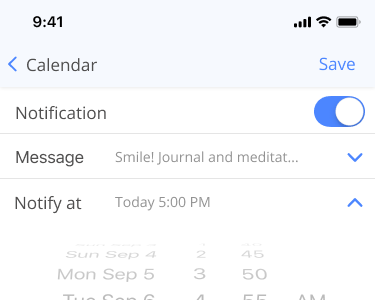 9:41
Calendar Save
Notification
Message Smile! Journal and meditat...
Notify at Today 5:00 PM
Sun Sep 4 2 45
Mon Sep 5 3 50
Tue Sep 6 4 55 AM